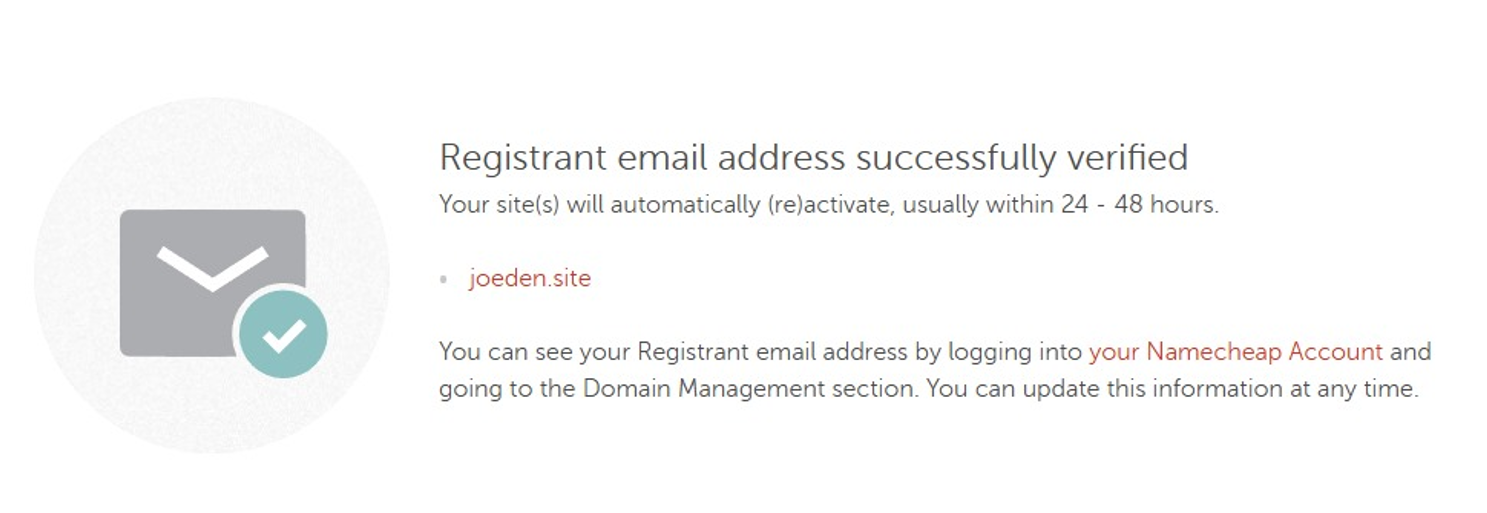 Registrant email address successfully verified
Your site(s) will automatically (re)activate, usually within 24 - 48 hours.
joeden.site
You can see your Registrant email address by logging into your Namecheap Account and
going to the Domain Management section. You can update this information at any time.